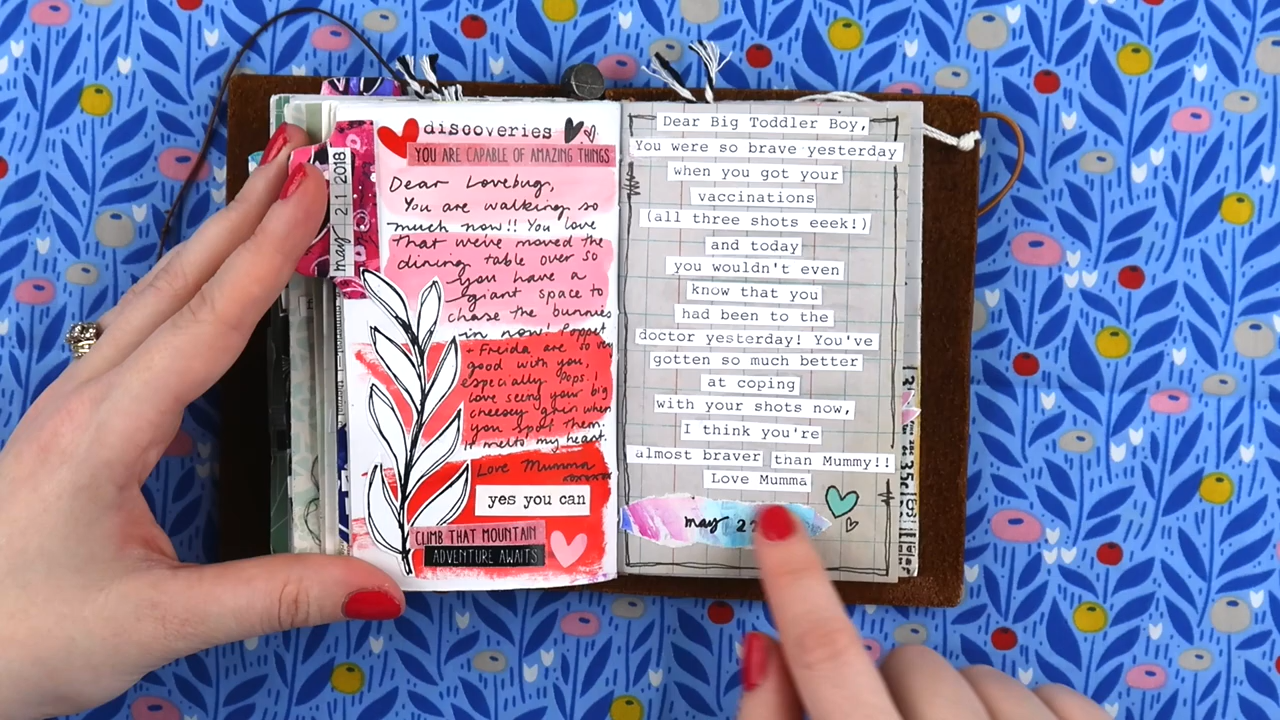 may 21 2018
discoveries
YOU ARE CAPABLE OF AMAZING THINGS
Dear Lovebug,
You are walking so
much now!! You love
that we've moved the
dining table over so
you have a
giant space to
chase the bunnies
in now! Poppet
+ Freida are so very
good with you,
especially Pops. I
love seeing your big
cheesey grin when
you spot them.
It melts my heart.
Love Mumma
xoxoxo
yes you can
CLIMB THAT MOUNTAIN
ADVENTURE AWAITS
Dear Big Toddler Boy,
You were so brave yesterday
when you got your
vaccinations
(all three shots eek!)
and today
you wouldn't even
know that you
had been to the
doctor yesterday! You've
gotten so much better
at coping
with your shots now,
I think you're
almost braver than Mummy!!
Love Mumma
may